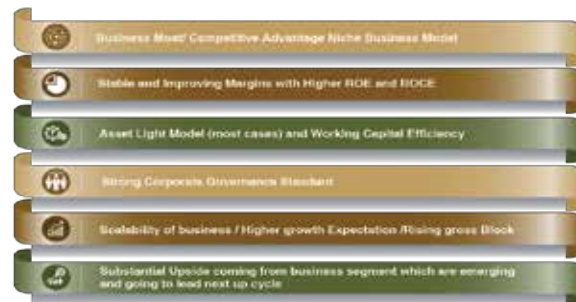 Business Moat/ Competitive Advantage Niche Business Model
Stable and Improving Margins with Higher ROE and ROCE
Asset Light Model (most cases) and Working Capital Efficiency
Strong Corporate Governance Standard
Scalability of business / Higher growth Expectation /Rising gross Block
Substantial Upside coming from business segment which are emerging
and going to lead next up cycle